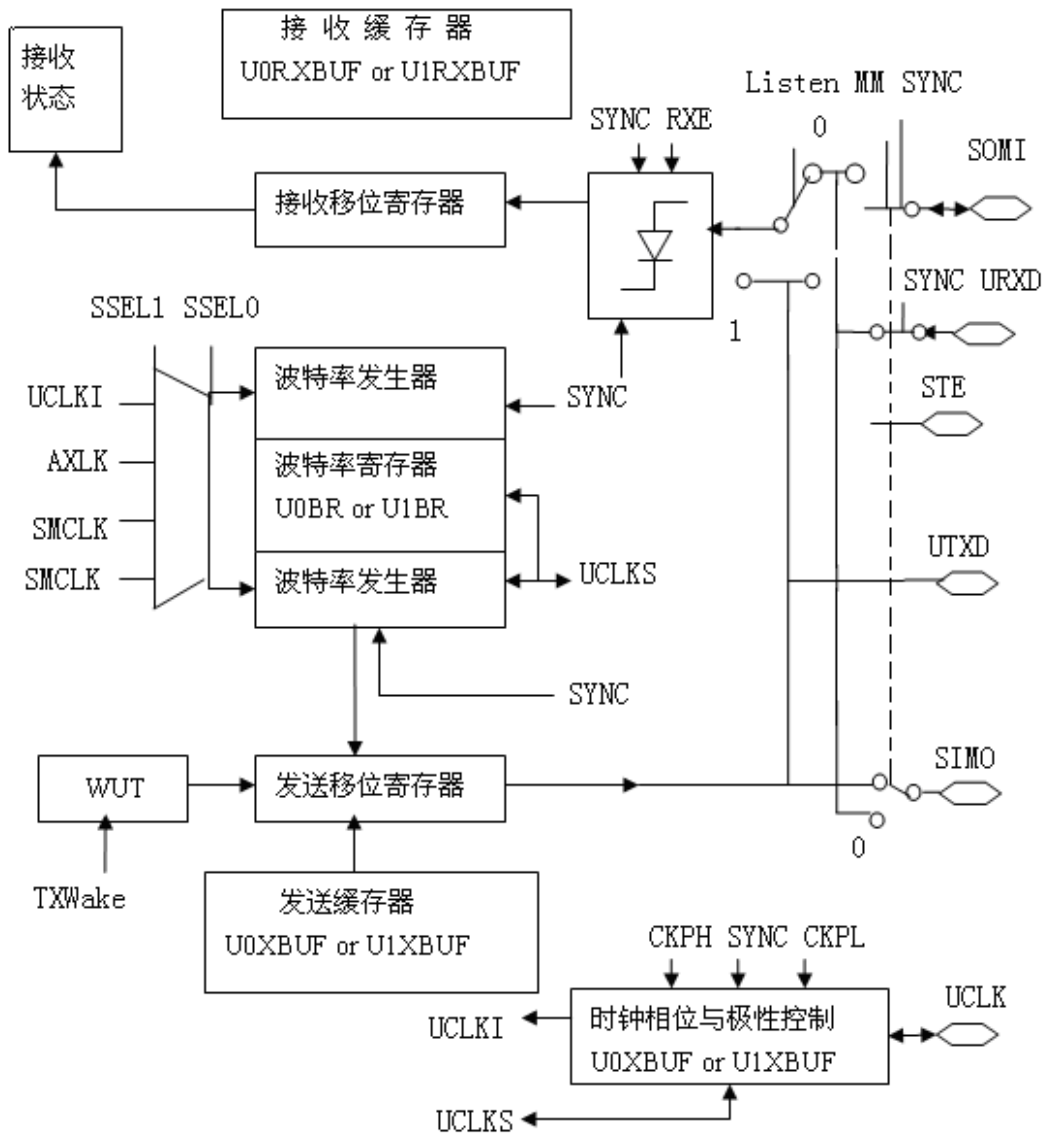 接收
状态
接 收 缓 存 器
U0RXBUF or U1RXBUF
Listen MM SYNC
SYNC RXE
0
SOMI
接收移位寄存器
SYNC URXD
1
SSEL1 SSEL0
UCLKI
AXLK
SMCLK
SMCLK
波特率发生器
SYNC
波特率寄存器
U0BR or U1BR
波特率发生器
UCLKS
STE
UTXD
SYNC
WUT
发送移位寄存器
SIMO
0
TXWake
发送缓存器
U0XBUF or U1XBUF
CKPH SYNC CKPL
UCLKI
时钟相位与极性控制
U0XBUF or U1XBUF
UCLK
UCLKS